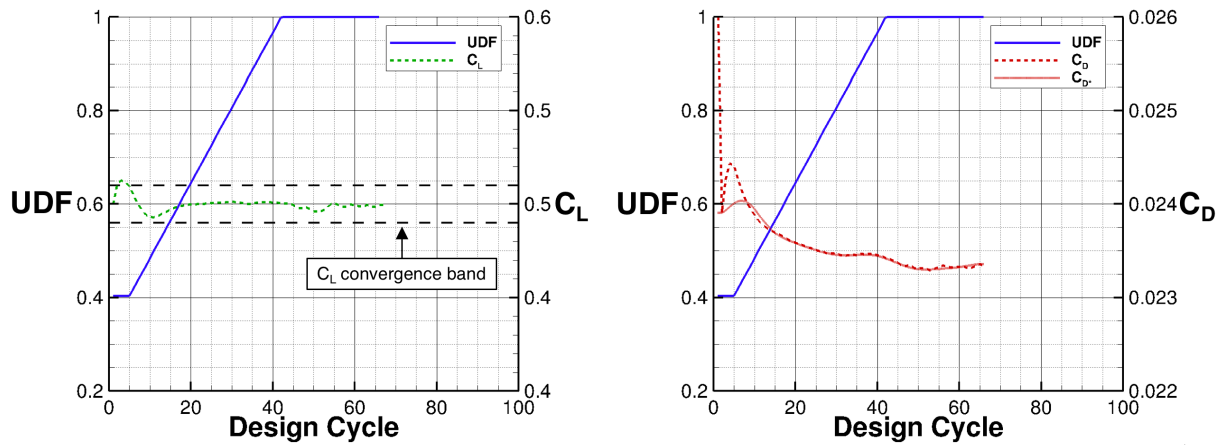 1
0.8
0.6
0.4
0.2
UDF
0 20 40 60 80 100
Design Cycle
0.6
0.5
0.5
0.4
0.4
C_L
UDF
C_L
C_L convergence band
1
0.8
0.6
0.4
0.2
UDF
0 20 40 60 80 100
Design Cycle
0.026
0.025
0.024
0.023
0.022
C_D
UDF
C_D
C_D*